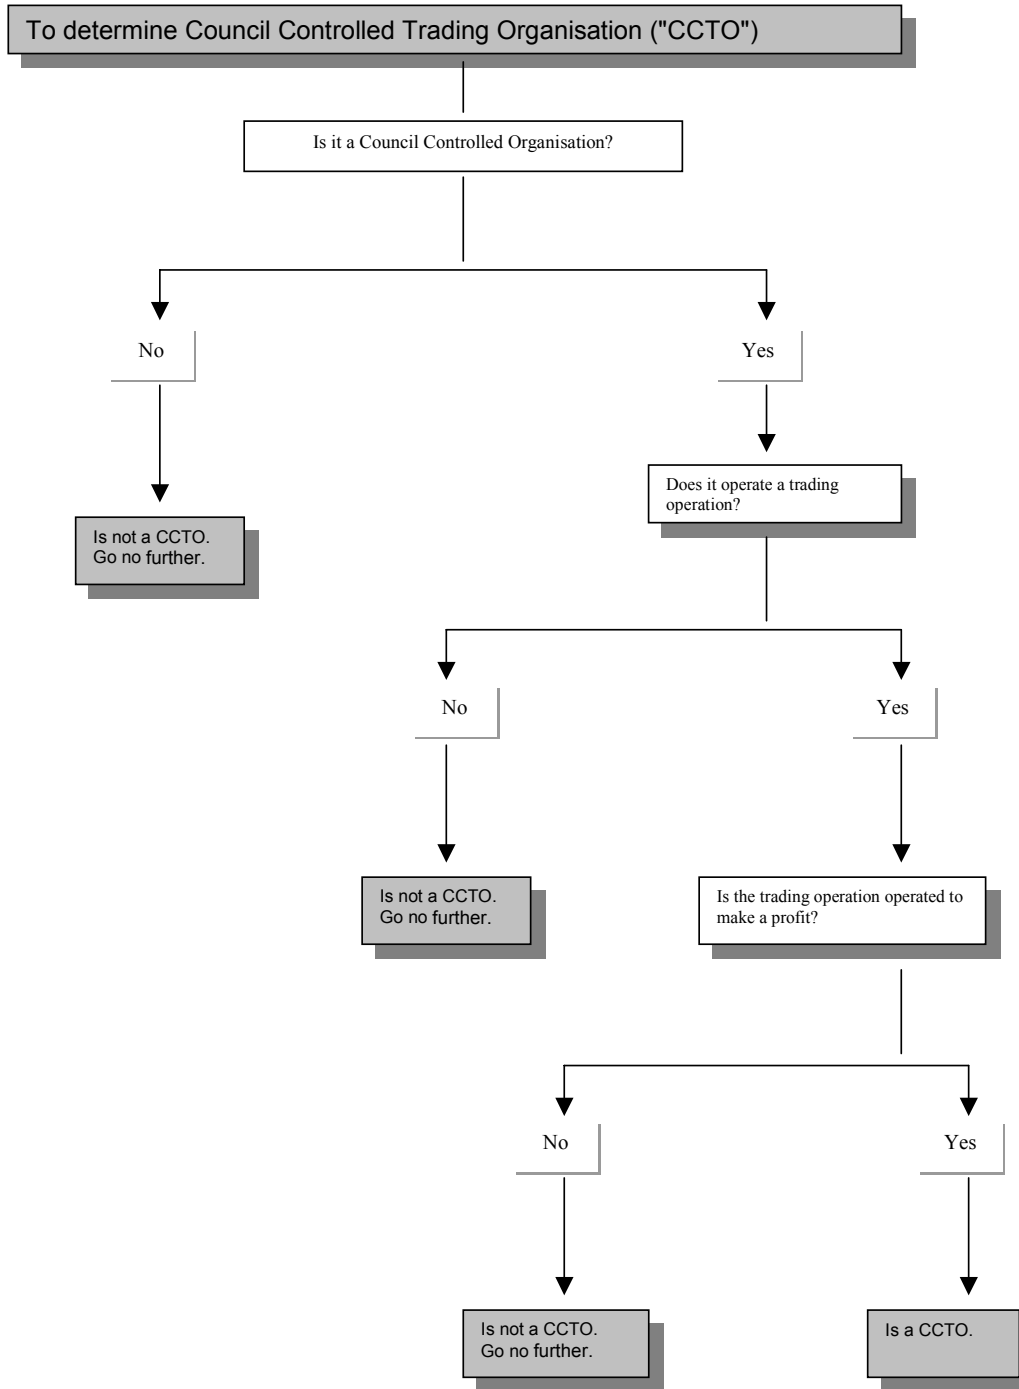 To determine Council Controlled Trading Organisation ("CCTO")
Is it a Council Controlled Organisation?
No
Yes
Does it operate a trading
operation?
Is not a CCTO.
Go no further.
No
Yes
Is not a CCTO.
Go no further.
Is the trading operation operated to
make a profit?
No
Yes
Is not a CCTO.
Go no further.
Is a CCTO.